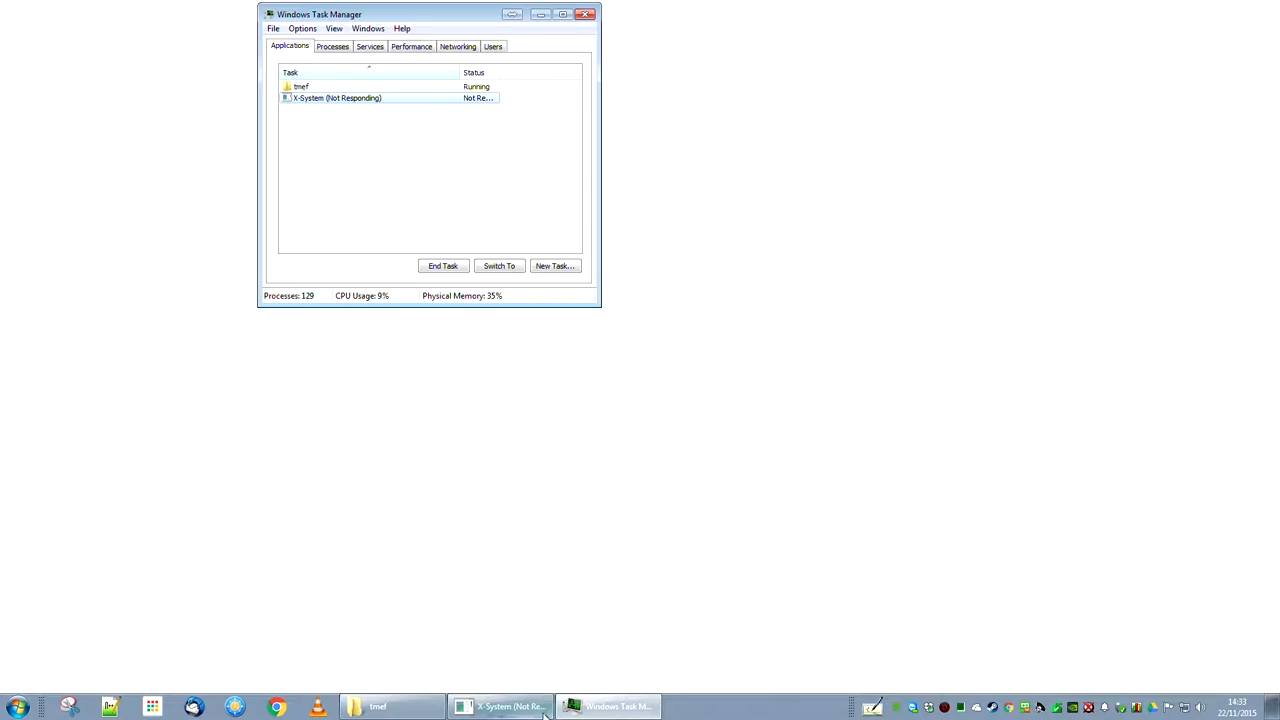 Windows Task Manager
File Options View Windows Help
Applications Processes Services Performance Networking Users
Task Status
tmef Running
X-System (Not Responding) Not Re...
End Task Switch To New Task...
Processes: 129 CPU Usage: 9% Physical Memory: 35%
tmef X-System (Not Re... Windows Task M... 14:33
22/11/2015